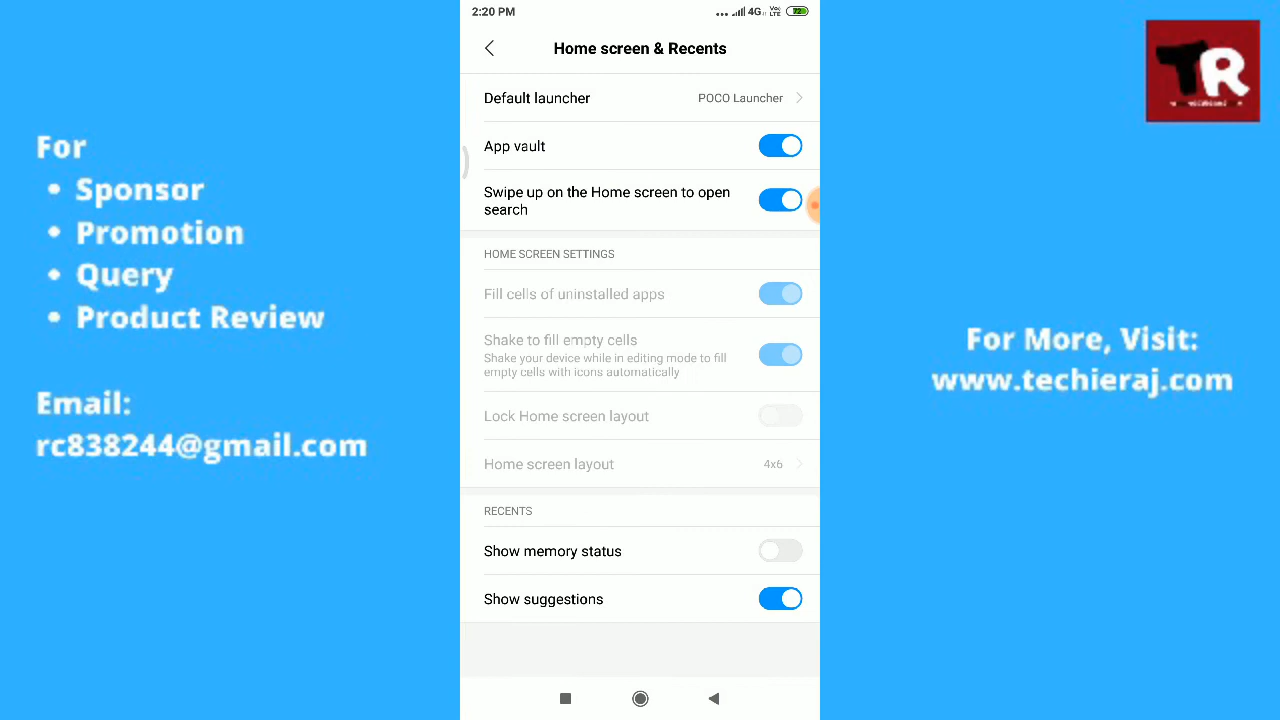 2:20 PM
4G
Vo)
LTE
72
Home screen & Recents
TR
Default launcher
POCO Launcher
App vault
For
Sponsor
Promotion
Query
Product Review
Swipe up on the Home screen to open
search
HOME SCREEN SETTINGS
Fill cells of uninstalled apps
Shake to fill empty cells
Shake your device while in editing mode to fill
empty cells with icons automatically
For More, Visit:
www.techieraj.com
Email:
rc838244@gmail.com
Lock Home screen layout
Home screen layout
4x6
RECENTS
Show memory status
Show suggestions